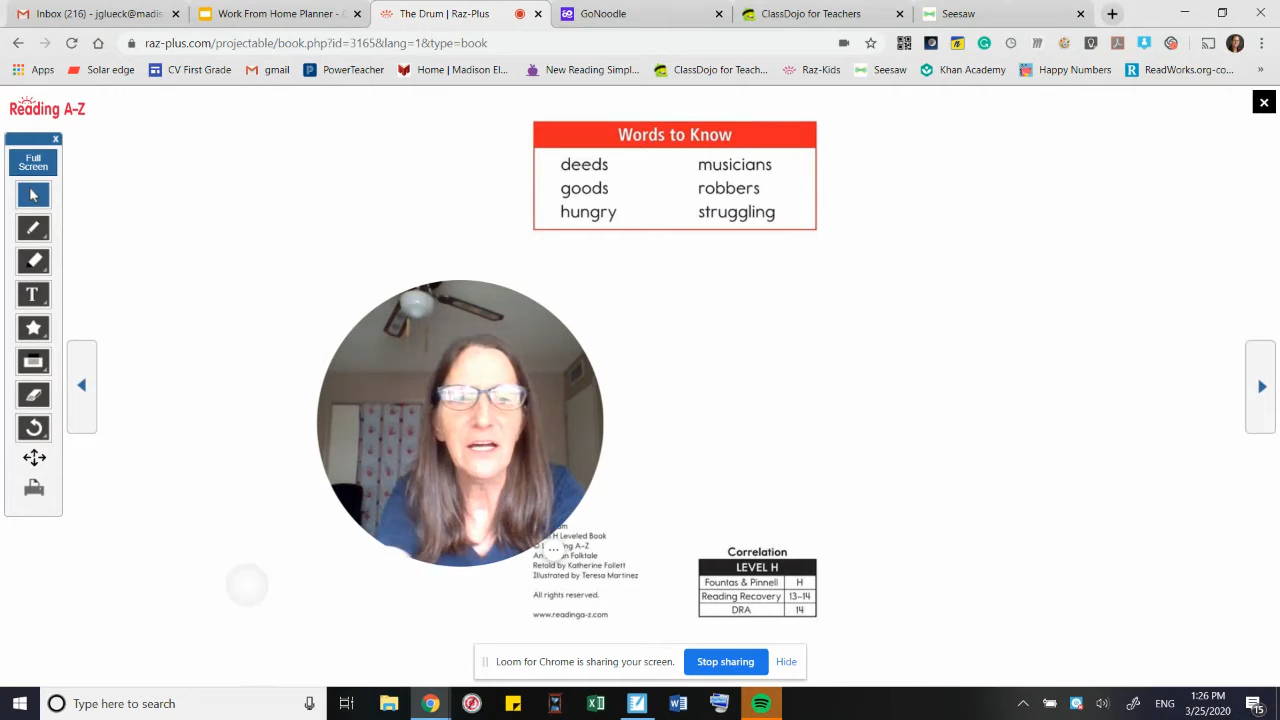 Inbox (216) - jglueck@madis
Work From Home Planner - E
The Drum | Raz-Plus
GoNoodle
ClassDojo for Teachers
Seesaw
raz-plus.com/projectable/book.php?id=3165&lang=1&type=book
Apps
Solar edge
CV First Grade
gmail
PowerTeacher
Home | Madison El...
New Reading Simpl...
ClassDojo for Teach...
Raz-Kids
Seesaw
Khan Academy
Happy Numbers
ReadWorks.org-co...
Reading A-Z
Full
Screen
T
Words to Know
deeds musicians
goods robbers
hungry struggling
H Leveled Book
Folktale
Retold by Katherine Follett
Illustrated by Teresa Martinez
All rights reserved.
www.readinga-z.com
Correlation
LEVEL H
Fountas & Pinnell H
Reading Recovery 13–14
DRA 14
Loom for Chrome is sharing your screen.
Stop sharing
Hide
Type here to search
ENG
1:26 PM
3/25/2020
15